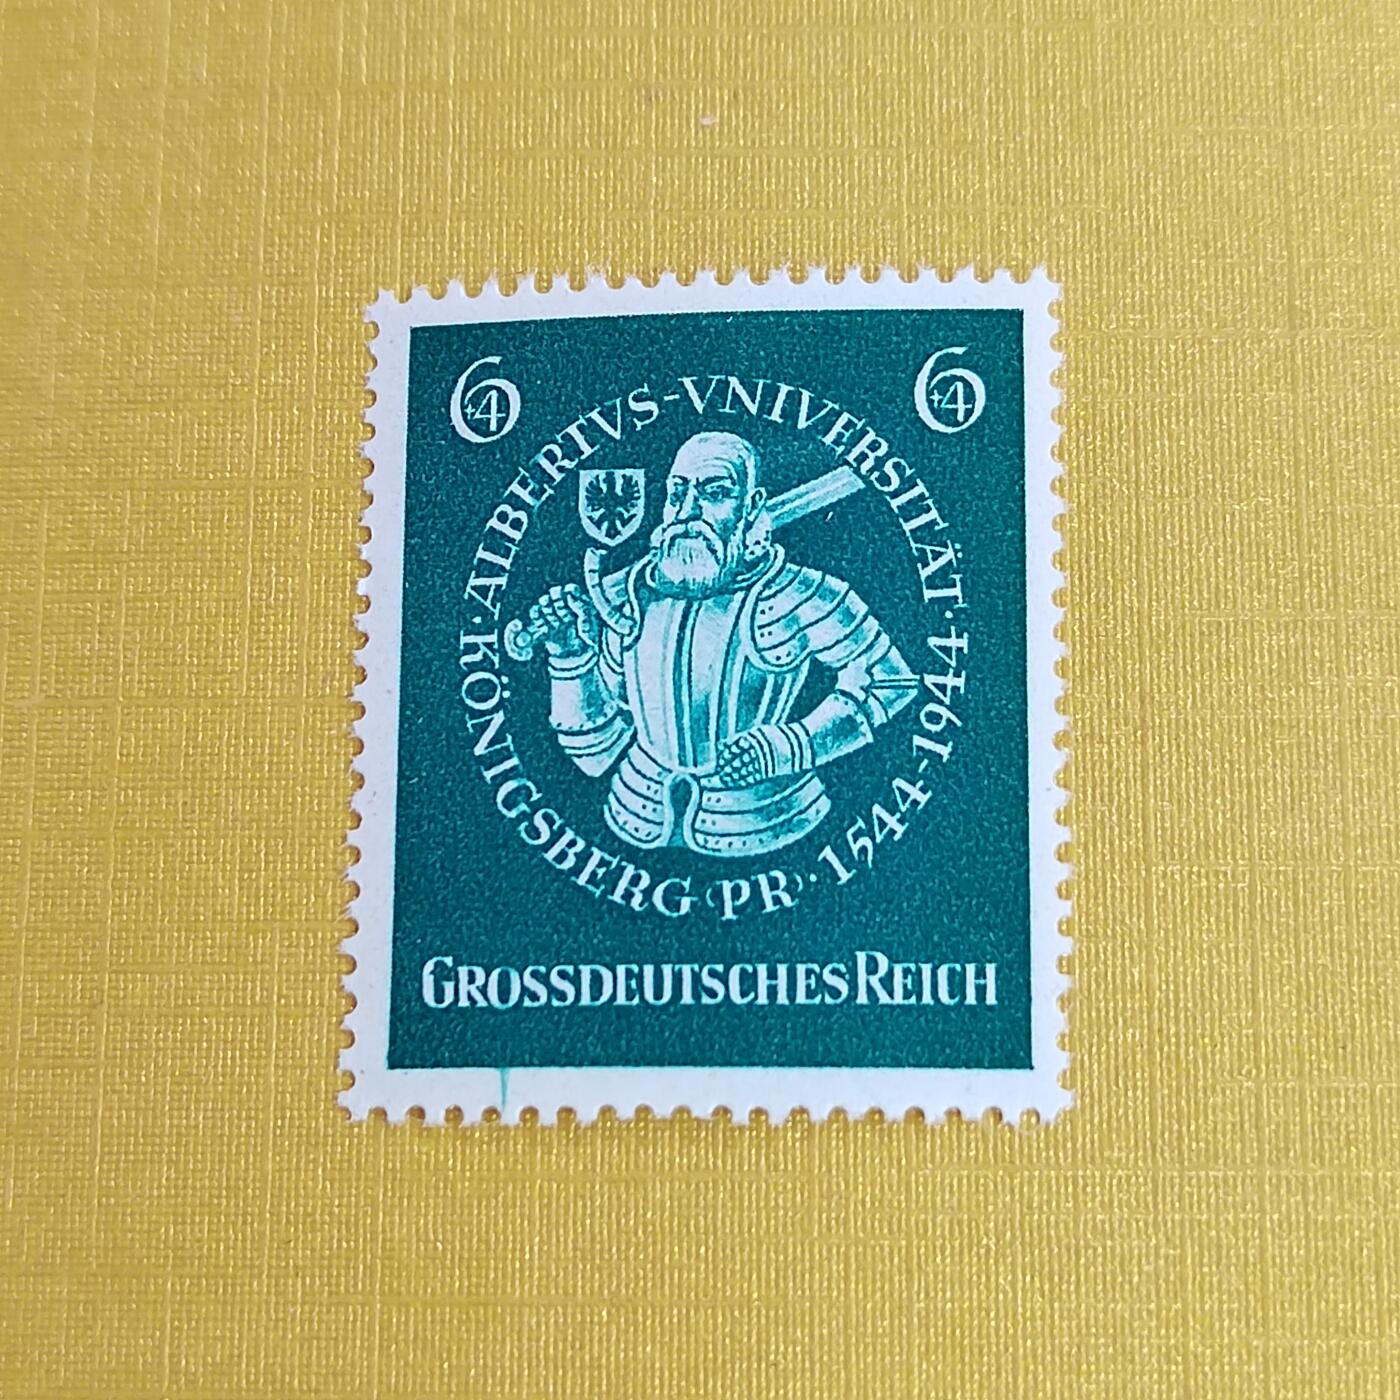 6+4
6+4
KÖNIGSBERG (PR)·1544-1944
·ALBERTVS-VNIVERSITÄT·
GROSSDEUTSCHES REICH